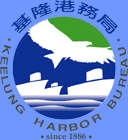 基隆港務局
KEELUNG HARBOR BUREAU
since 1886